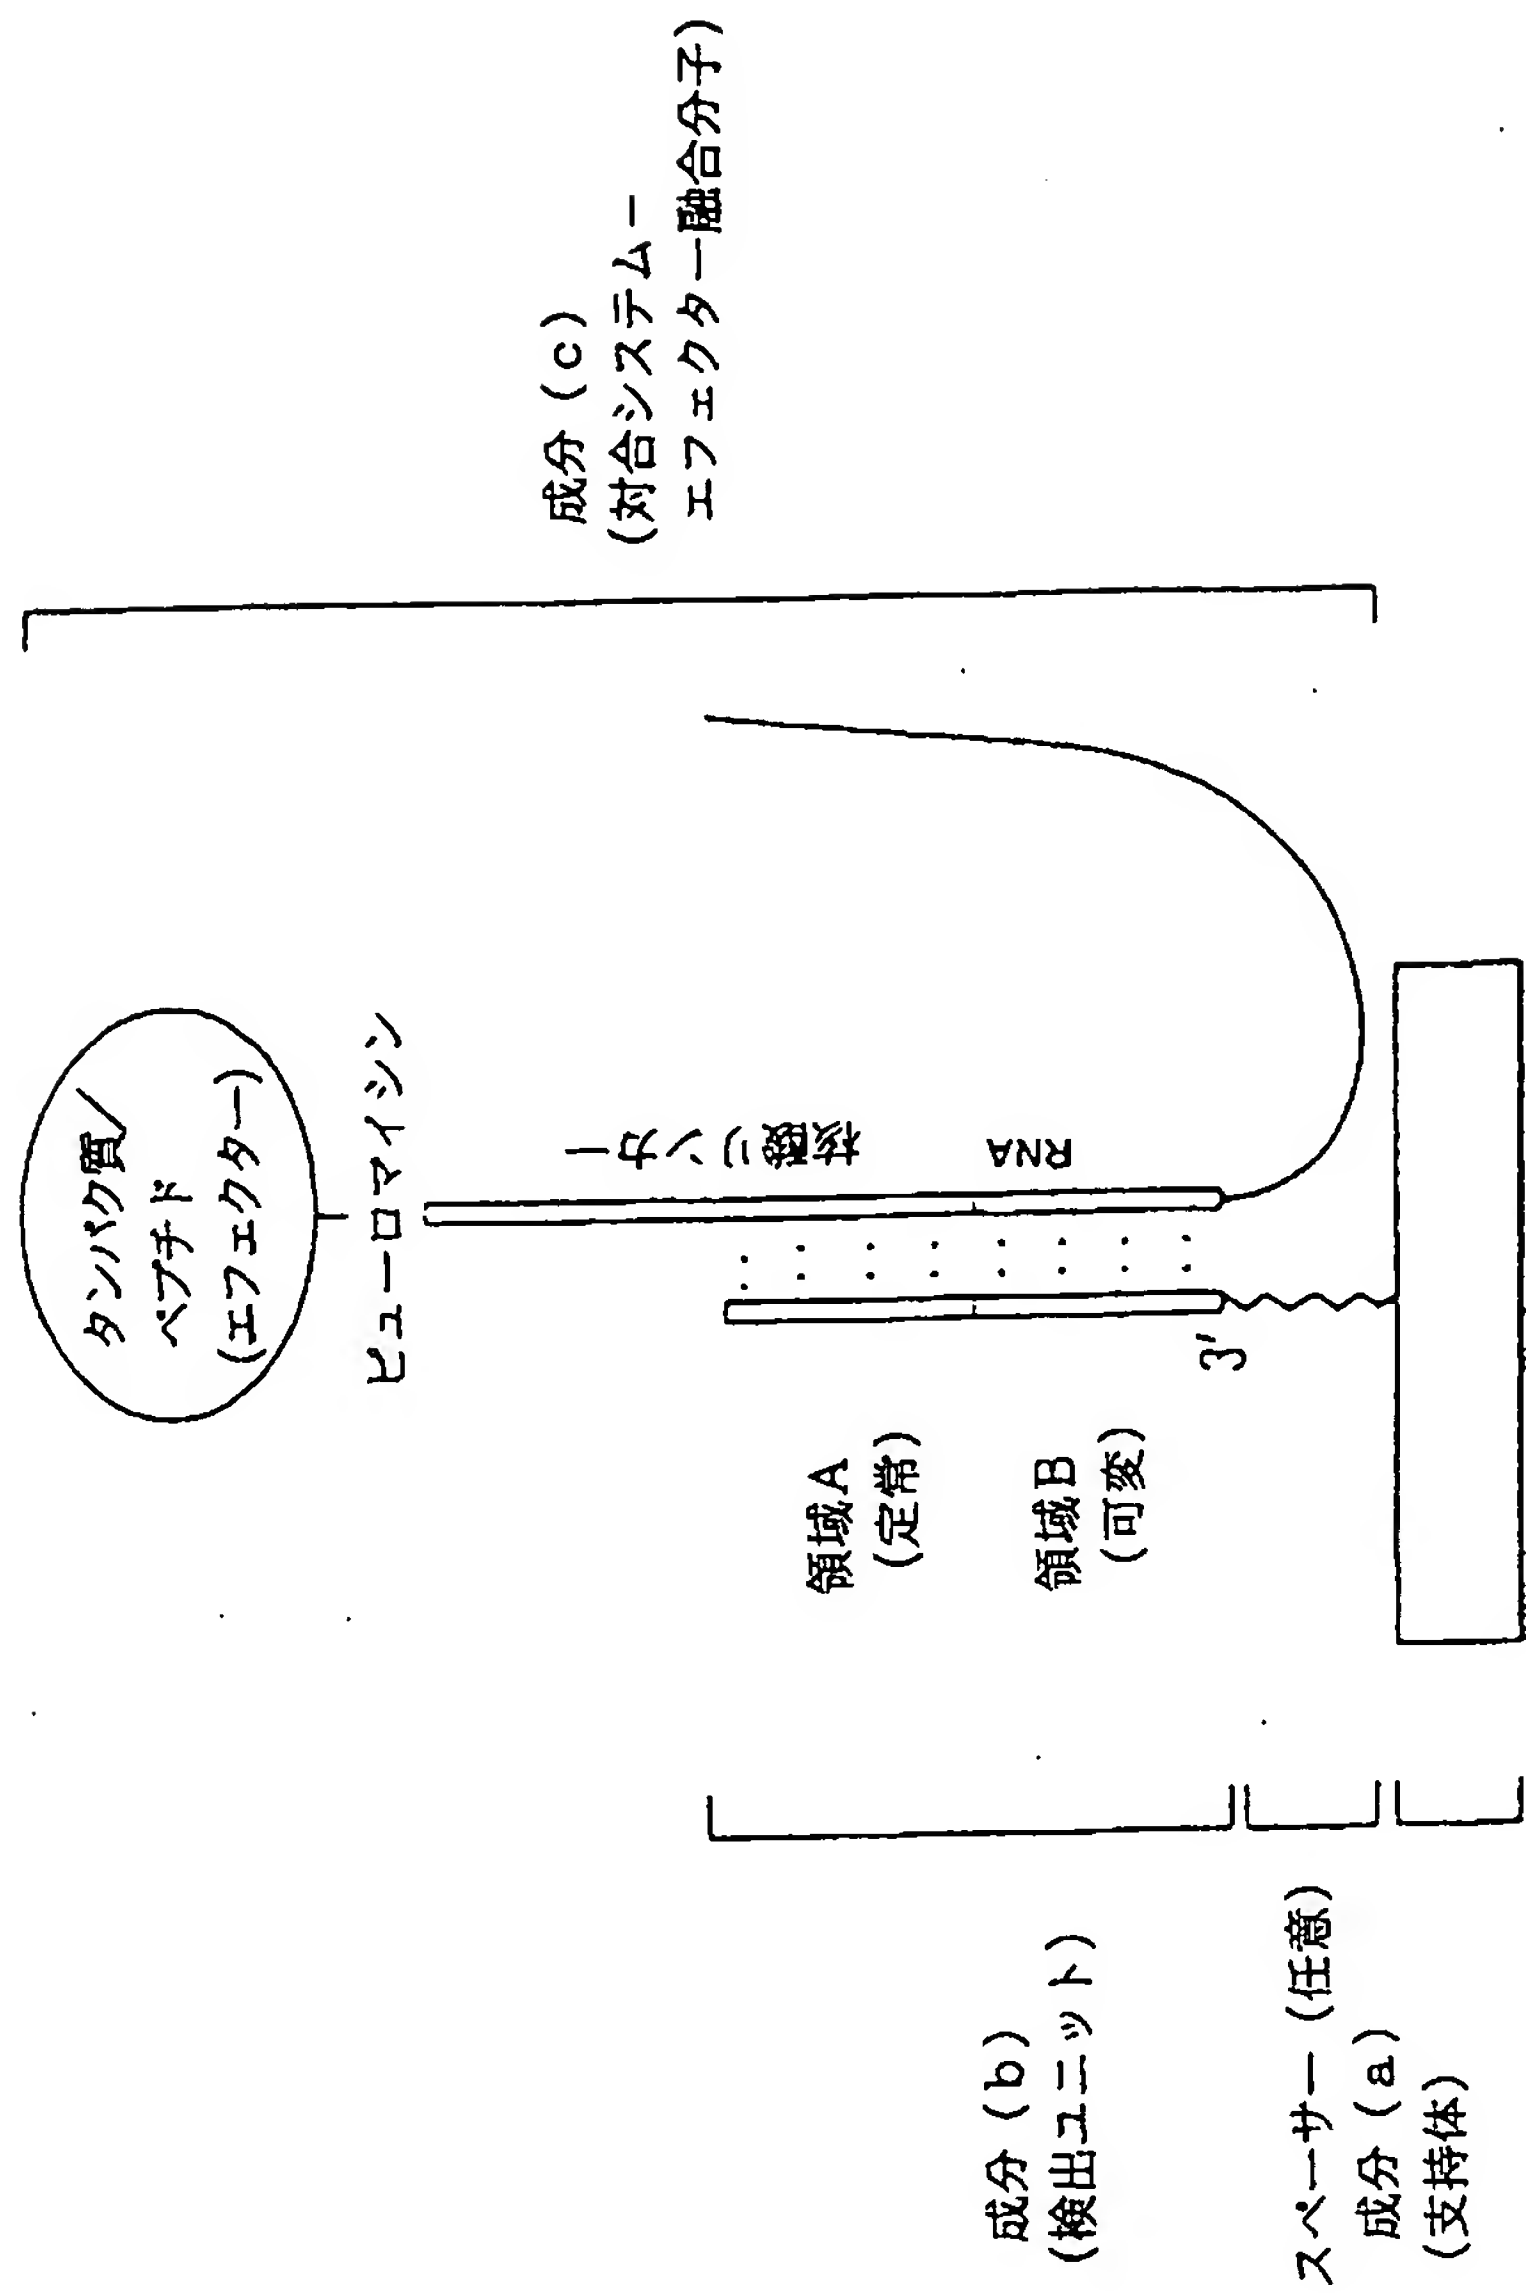 タンパク質/
ペプチド
(エフェクター)
ピューロマイシン
核酸リンカー
RNA
3'
領域A
(定常)
領域B
(可変)
成分(b)
(検出ユニット)
スペーサー(任意)
成分(a)
(支持体)
成分(c)
(対合システムー
エフェクター融合分子)